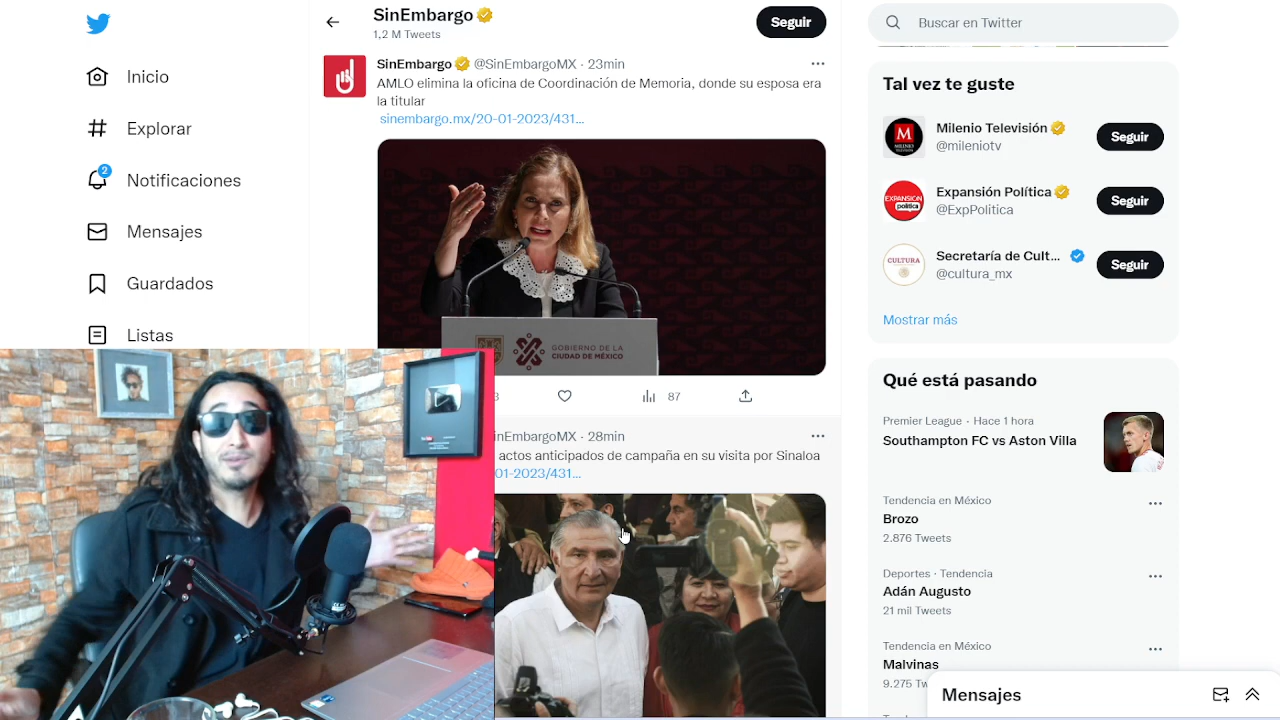 Inicio
Explorar
2
Notificaciones
Mensajes
Guardados
Listas
SinEmbargo
1,2 M Tweets
Seguir
SinEmbargo @SinEmbargoMX · 23min
AMLO elimina la oficina de Coordinación de Memoria, donde su esposa era
la titular
sinembargo.mx/20-01-2023/431...
GOBIERNO DE LA
CIUDAD DE MÉXICO
3
87
inEmbargoMX · 28min
actos anticipados de campaña en su visita por Sinaloa
01-2023/431...
Buscar en Twitter
Tal vez te guste
Milenio Televisión
@mileniotv
Seguir
EXPANSIÓN
política
Expansión Política
@ExpPolitica
Seguir
CULTURA
Secretaría de Cult...
@cultura_mx
Seguir
Mostrar más
Qué está pasando
Premier League · Hace 1 hora
Southampton FC vs Aston Villa
Tendencia en México
Brozo
2.876 Tweets
Deportes · Tendencia
Adán Augusto
21 mil Tweets
Tendencia en México
Malvinas
9.275 Tw
Mensajes